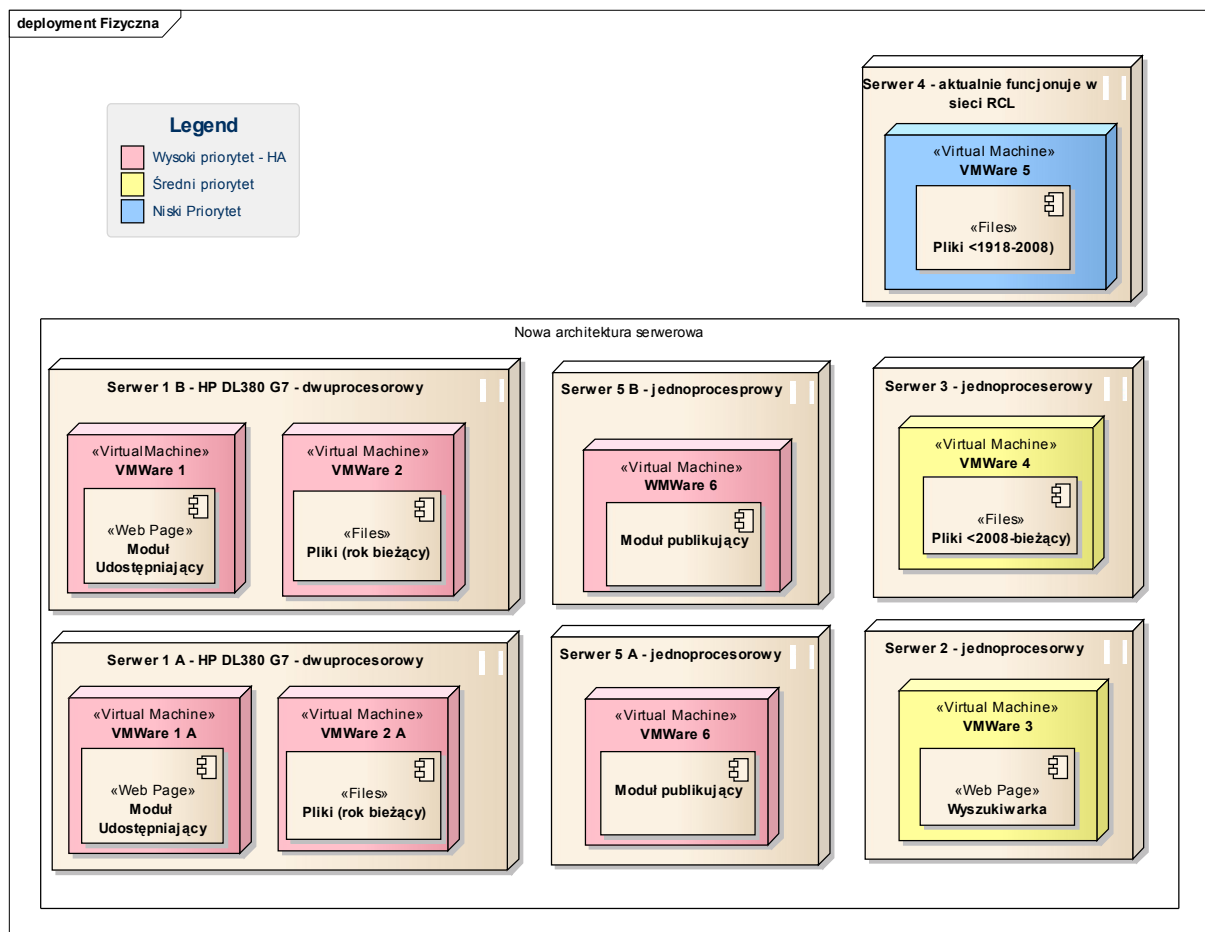 deployment Fizyczna
Legend
Wysoki priorytet - HA
Średni priorytet
Niski Priorytet
Serwer 4 - aktualnie funcjonuje w
sieci RCL
«Virtual Machine»
VMWare 5
«Files»
Pliki <1918-2008)
Nowa architektura serwerowa
Serwer 1 B - HP DL380 G7 - dwuprocesorowy
«VirtualMachine»
VMWare 1
«Web Page»
Moduł
Udostępniający
«Virtual Machine»
VMWare 2
«Files»
Pliki (rok bieżący)
Serwer 5 B - jednoprocesprowy
«Virtual Machine»
WMWare 6
Moduł publikujący
Serwer 3 - jednoproceserowy
«Virtual Machine»
VMWare 4
«Files»
Pliki <2008-bieżący)
Serwer 1 A - HP DL380 G7 - dwuprocesorowy
«Virtual Machine»
VMWare 1 A
«Web Page»
Moduł
Udostępniający
«Virtual Machine»
VMWare 2 A
«Files»
Pliki (rok bieżący)
Serwer 5 A - jednoprocesorowy
«Virtual Machine»
VMWare 6
Moduł publikujący
Serwer 2 - jednoprocesorwy
«Virtual Machine»
VMWare 3
«Web Page»
Wyszukiwarka